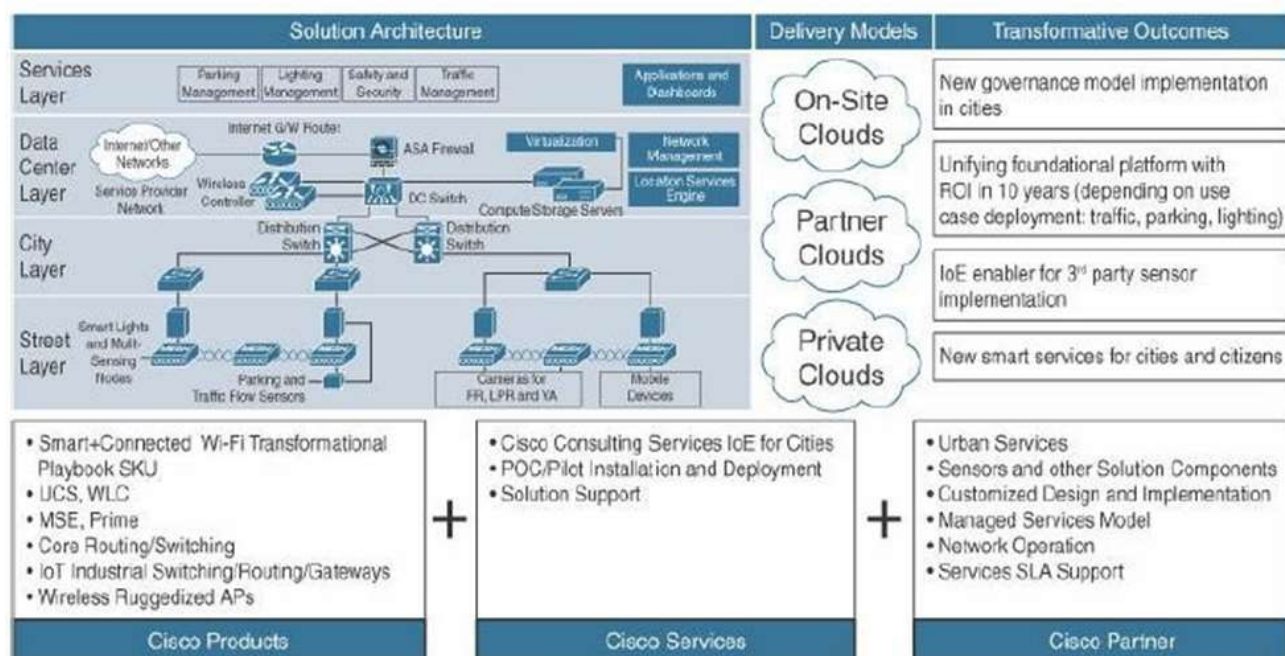 Solution Architecture
Delivery Models
Transformative Outcomes
Services
Layer
Parking
Management
Lighting
Management
Safety and
Security
Traffic
Management
Applications and
Dashboards
Data
Center
Layer
Internet/Other
Networks
Service Provider
Network
Internet G/W Router
ASA Firewall
Wireless
Controller
DC Switch
Virtualization
Compute/Storage Servers
Network
Management
Location Services
Engine
City
Layer
Distribution
Switch
Distribution
Switch
Street
Layer
Smart Lights
and Multi-
Sensing
Nodes
Parking and
Traffic Flow Sensors
Cameras for
FR, LPR and VA
Mobile
Devices
On-Site
Clouds
Partner
Clouds
Private
Clouds
New governance model implementation
in cities
Unifying foundational platform with
ROI in 10 years (depending on use
case deployment: traffic, parking, lighting)
IoE enabler for 3rd party sensor
implementation
New smart services for cities and citizens
• Smart+Connected Wi-Fi Transformational
Playbook SKU
• UCS, WLC
• MSE, Prime
• Core Routing/Switching
• IoT Industrial Switching/Routing/Gateways
• Wireless Ruggedized APs
Cisco Products
+
• Cisco Consulting Services IoE for Cities
• POC/Pilot Installation and Deployment
• Solution Support
Cisco Services
+
• Urban Services
• Sensors and other Solution Components
• Customized Design and Implementation
• Managed Services Model
• Network Operation
• Services SLA Support
Cisco Partner